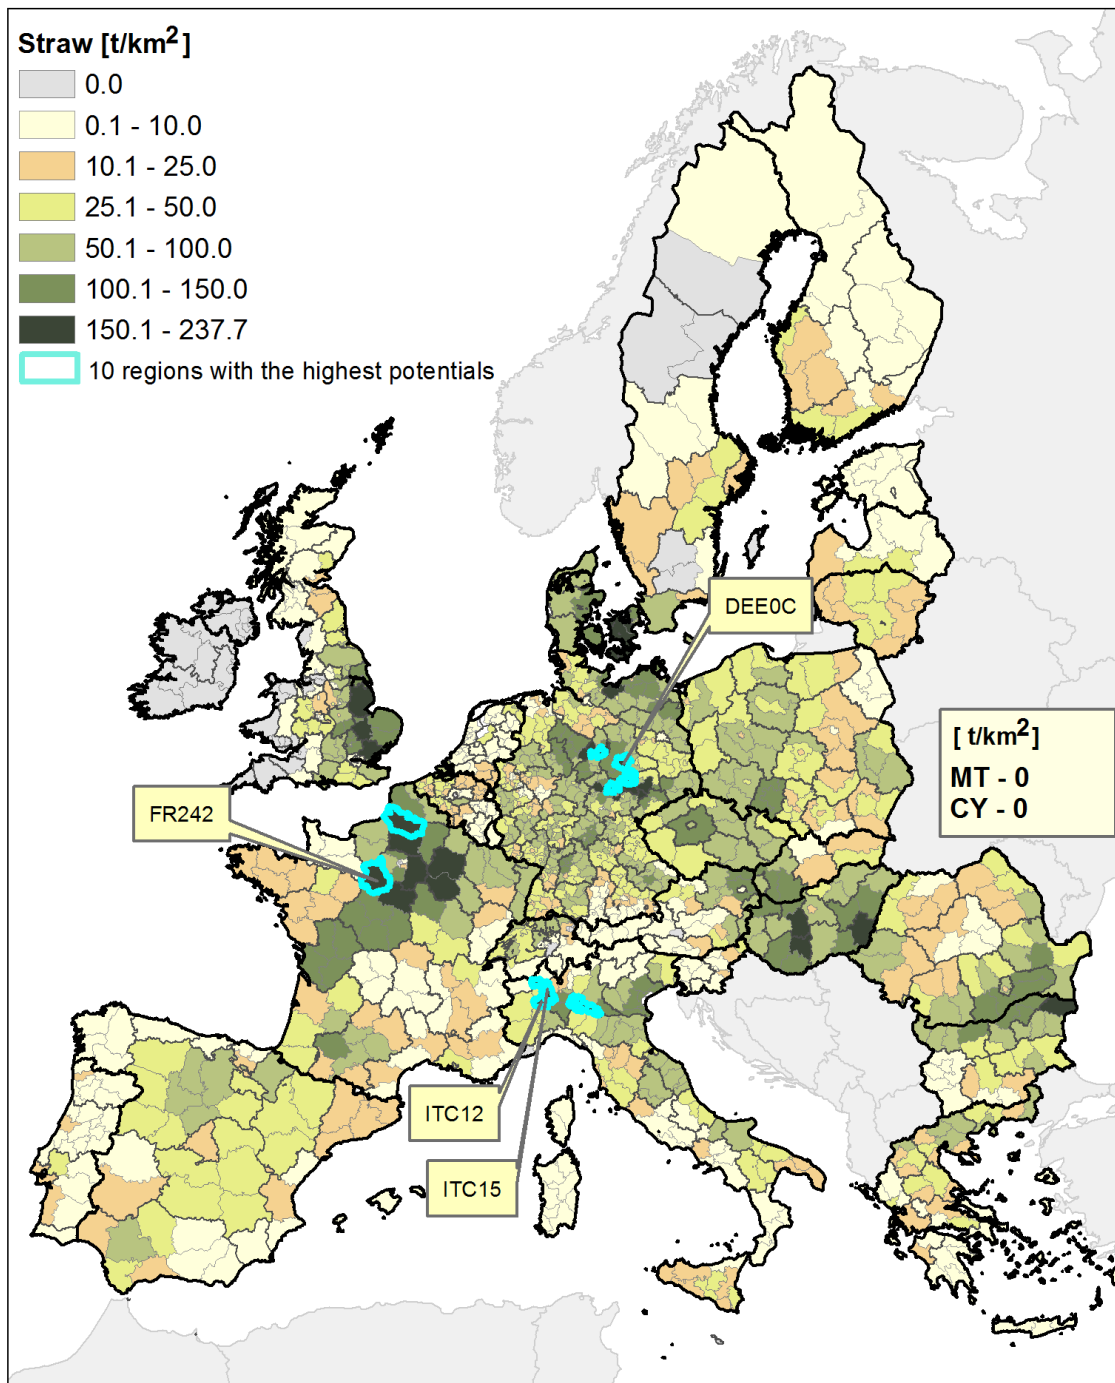 Straw [t/km²]
0.0
0.1 - 10.0
10.1 - 25.0
25.1 - 50.0
50.1 - 100.0
100.1 - 150.0
150.1 - 237.7
10 regions with the highest potentials
DEE0C
[ t/km²]
MT - 0
CY - 0
FR242
ITC12
ITC15